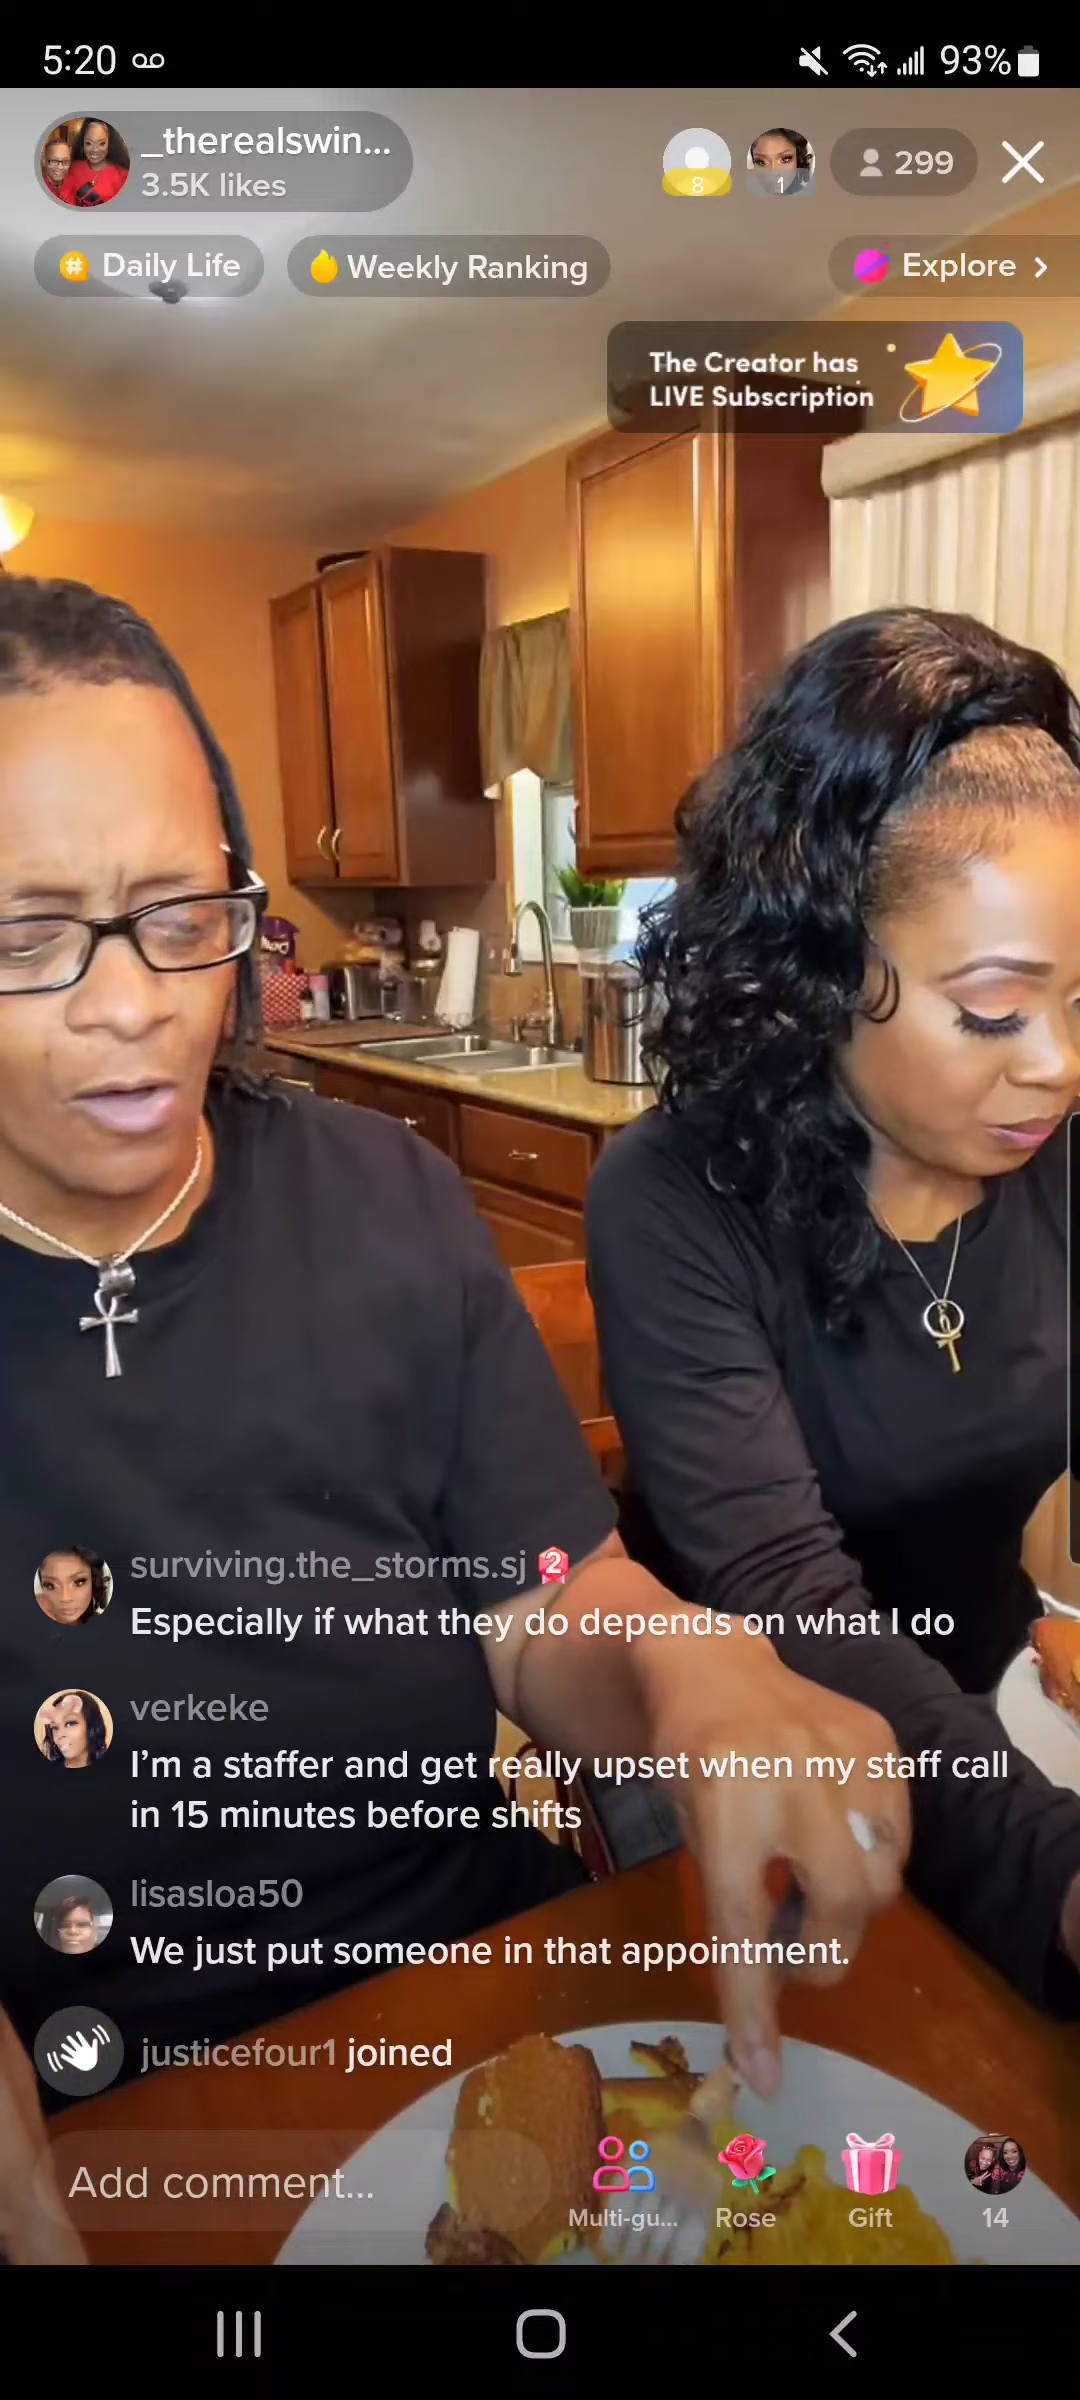 5:20
93%
_therealswin...
3.5K likes
8
1
299
Daily Life
Weekly Ranking
Explore >
The Creator has
LIVE Subscription
surviving.the_storms.sj 2
Especially if what they do depends on what I do
verkeke
I’m a staffer and get really upset when my staff call
in 15 minutes before shifts
lisasloa50
We just put someone in that appointment.
justicefour1 joined
Add comment...
Multi-gu...
Rose
Gift
14